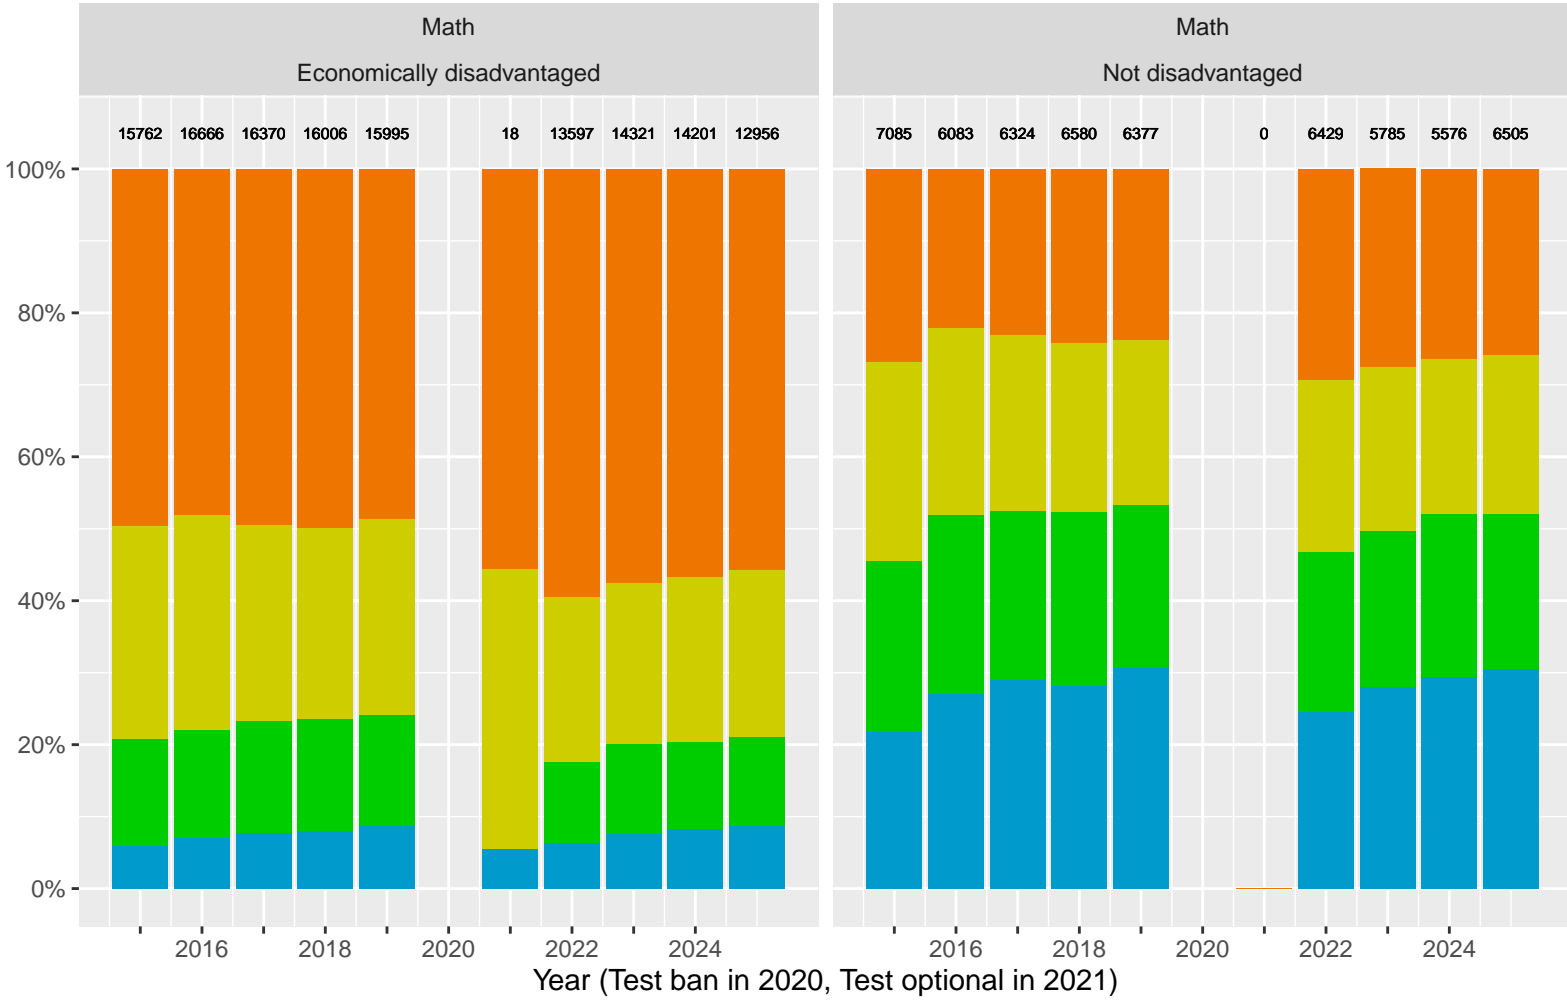 Math
Economically disadvantaged
Math
Not disadvantaged
15762 16666 16370 16006 15995 18 13597 14321 14201 12956
7085 6083 6324 6580 6377 0 6429 5785 5576 6505
100%
80%
60%
40%
20%
0%
2016 2018 2020 2022 2024
2016 2018 2020 2022 2024
Year (Test ban in 2020, Test optional in 2021)